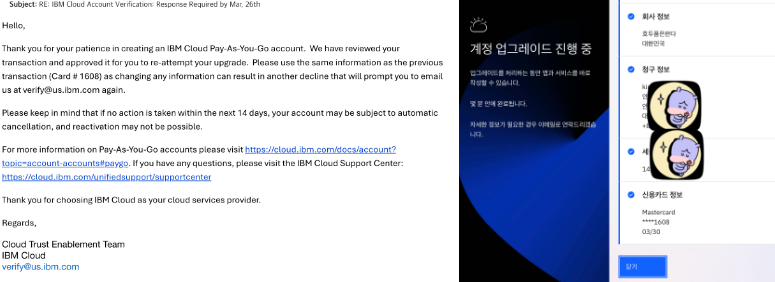 Subject: RE: IBM Cloud Account Verification: Response Required by Mar, 26th
Hello,
Thank you for your patience in creating an IBM Cloud Pay-As-You-Go account.  We have reviewed your
transaction and approved it for you to re-attempt your upgrade.  Please use the same information as the previous
transaction (Card # 1608) as changing any information can result in another decline that will prompt you to email
us at verify@us.ibm.com again.
Please keep in mind that if no action is taken within the next 14 days, your account may be subject to automatic
cancellation, and reactivation may not be possible.
For more information on Pay-As-You-Go accounts please visit https://cloud.ibm.com/docs/account?
topic=account-accounts#paygo. If you have any questions, please visit the IBM Cloud Support Center:
https://cloud.ibm.com/unifiedsupport/supportcenter
Thank you for choosing IBM Cloud as your cloud services provider.
Regards,
Cloud Trust Enablement Team
IBM Cloud
verify@us.ibm.com
계정 업그레이드 진행 중
업그레이드를 처리하는 동안 앱과 서비스를 바로
작성할 수 있습니다.
몇 분 안에 완료됩니다.
자세한 정보가 필요한 경우 이메일로 연락드리겠습
니다.
회사 정보
호두품은판다
대한민국
청구 정보
세
14
신용카드 정보
Mastercard
****1608
03/30
닫기